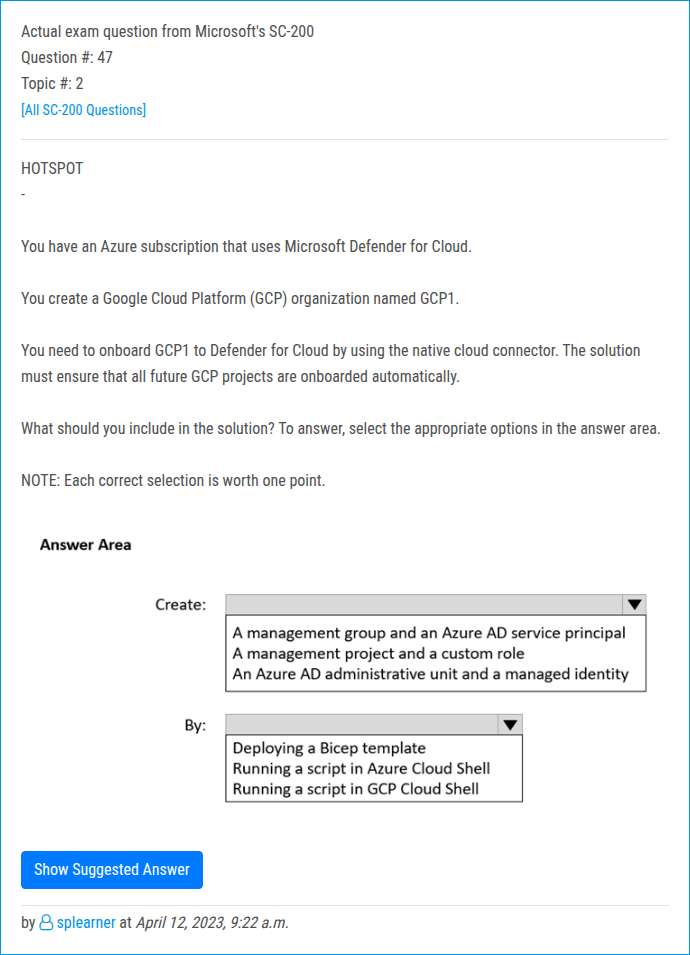 Actual exam question from Microsoft's SC-200
Question #: 47
Topic #: 2
[All SC-200 Questions]
HOTSPOT
-
You have an Azure subscription that uses Microsoft Defender for Cloud.
You create a Google Cloud Platform (GCP) organization named GCP1.
You need to onboard GCP1 to Defender for Cloud by using the native cloud connector. The solution
must ensure that all future GCP projects are onboarded automatically.
What should you include in the solution? To answer, select the appropriate options in the answer area.
NOTE: Each correct selection is worth one point.
Answer Area
Create:
A management group and an Azure AD service principal
A management project and a custom role
An Azure AD administrative unit and a managed identity
By:
Deploying a Bicep template
Running a script in Azure Cloud Shell
Running a script in GCP Cloud Shell
Show Suggested Answer
by splearner at April 12, 2023, 9:22 a.m.